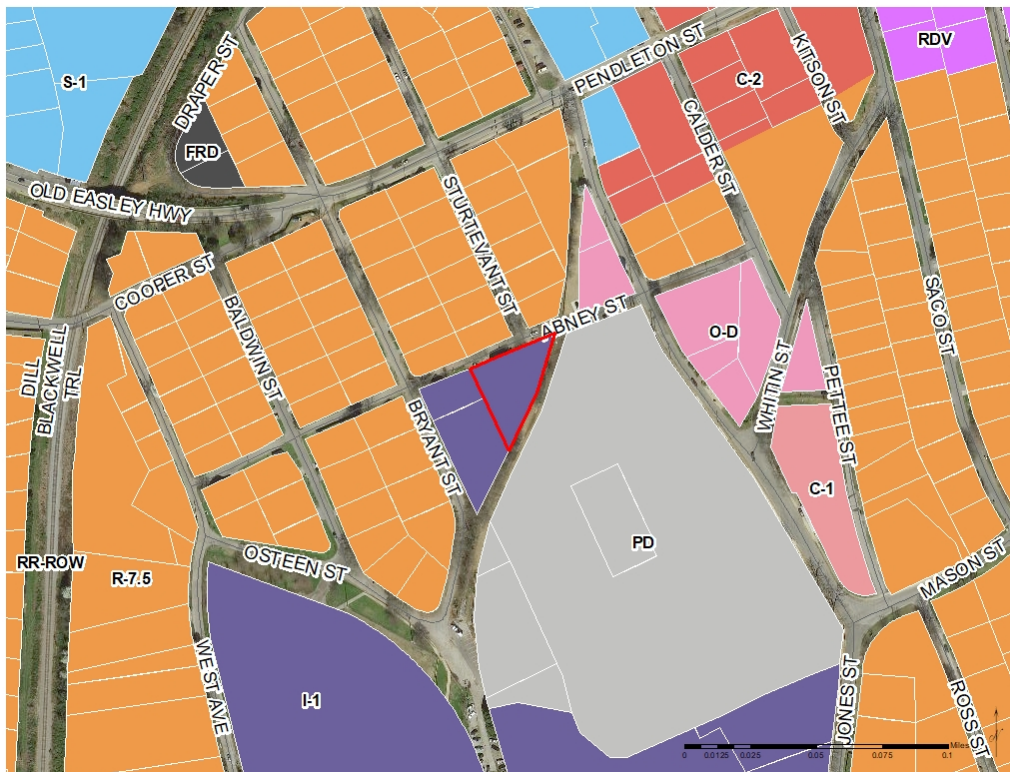 RDV
PENDLETON ST
KITSON ST
DRAPER ST
S-1
C-2
CALDER ST
FRD
OLD EASLEY HWY
STURTEVANT ST
COOPER ST
SACO ST
ABNEY ST
BALDWIN ST
O-D
DILL
BLACKWELL
TRL
WHITIN ST
PETTEE ST
BRYANT ST
C-1
PD
OSTEEN ST
RR-ROW
R-7.5
MASON ST
WEST AVE
I-1
JONES ST
ROSS ST
N
Miles
0 0.0125 0.025 0.05 0.075 0.1